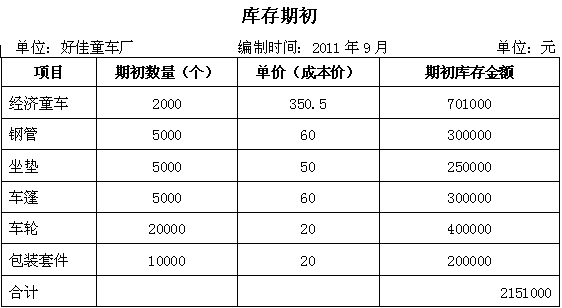 库存期初
单位：好佳童车厂 编制时间：2011 年 9 月 单位：元
项目 期初数量（个） 单价（成本价） 期初库存金额
经济童车 2000 350.5 701000
钢管 5000 60 300000
坐垫 5000 50 250000
车篷 5000 60 300000
车轮 20000 20 400000
包装套件 10000 20 200000
合计 2151000